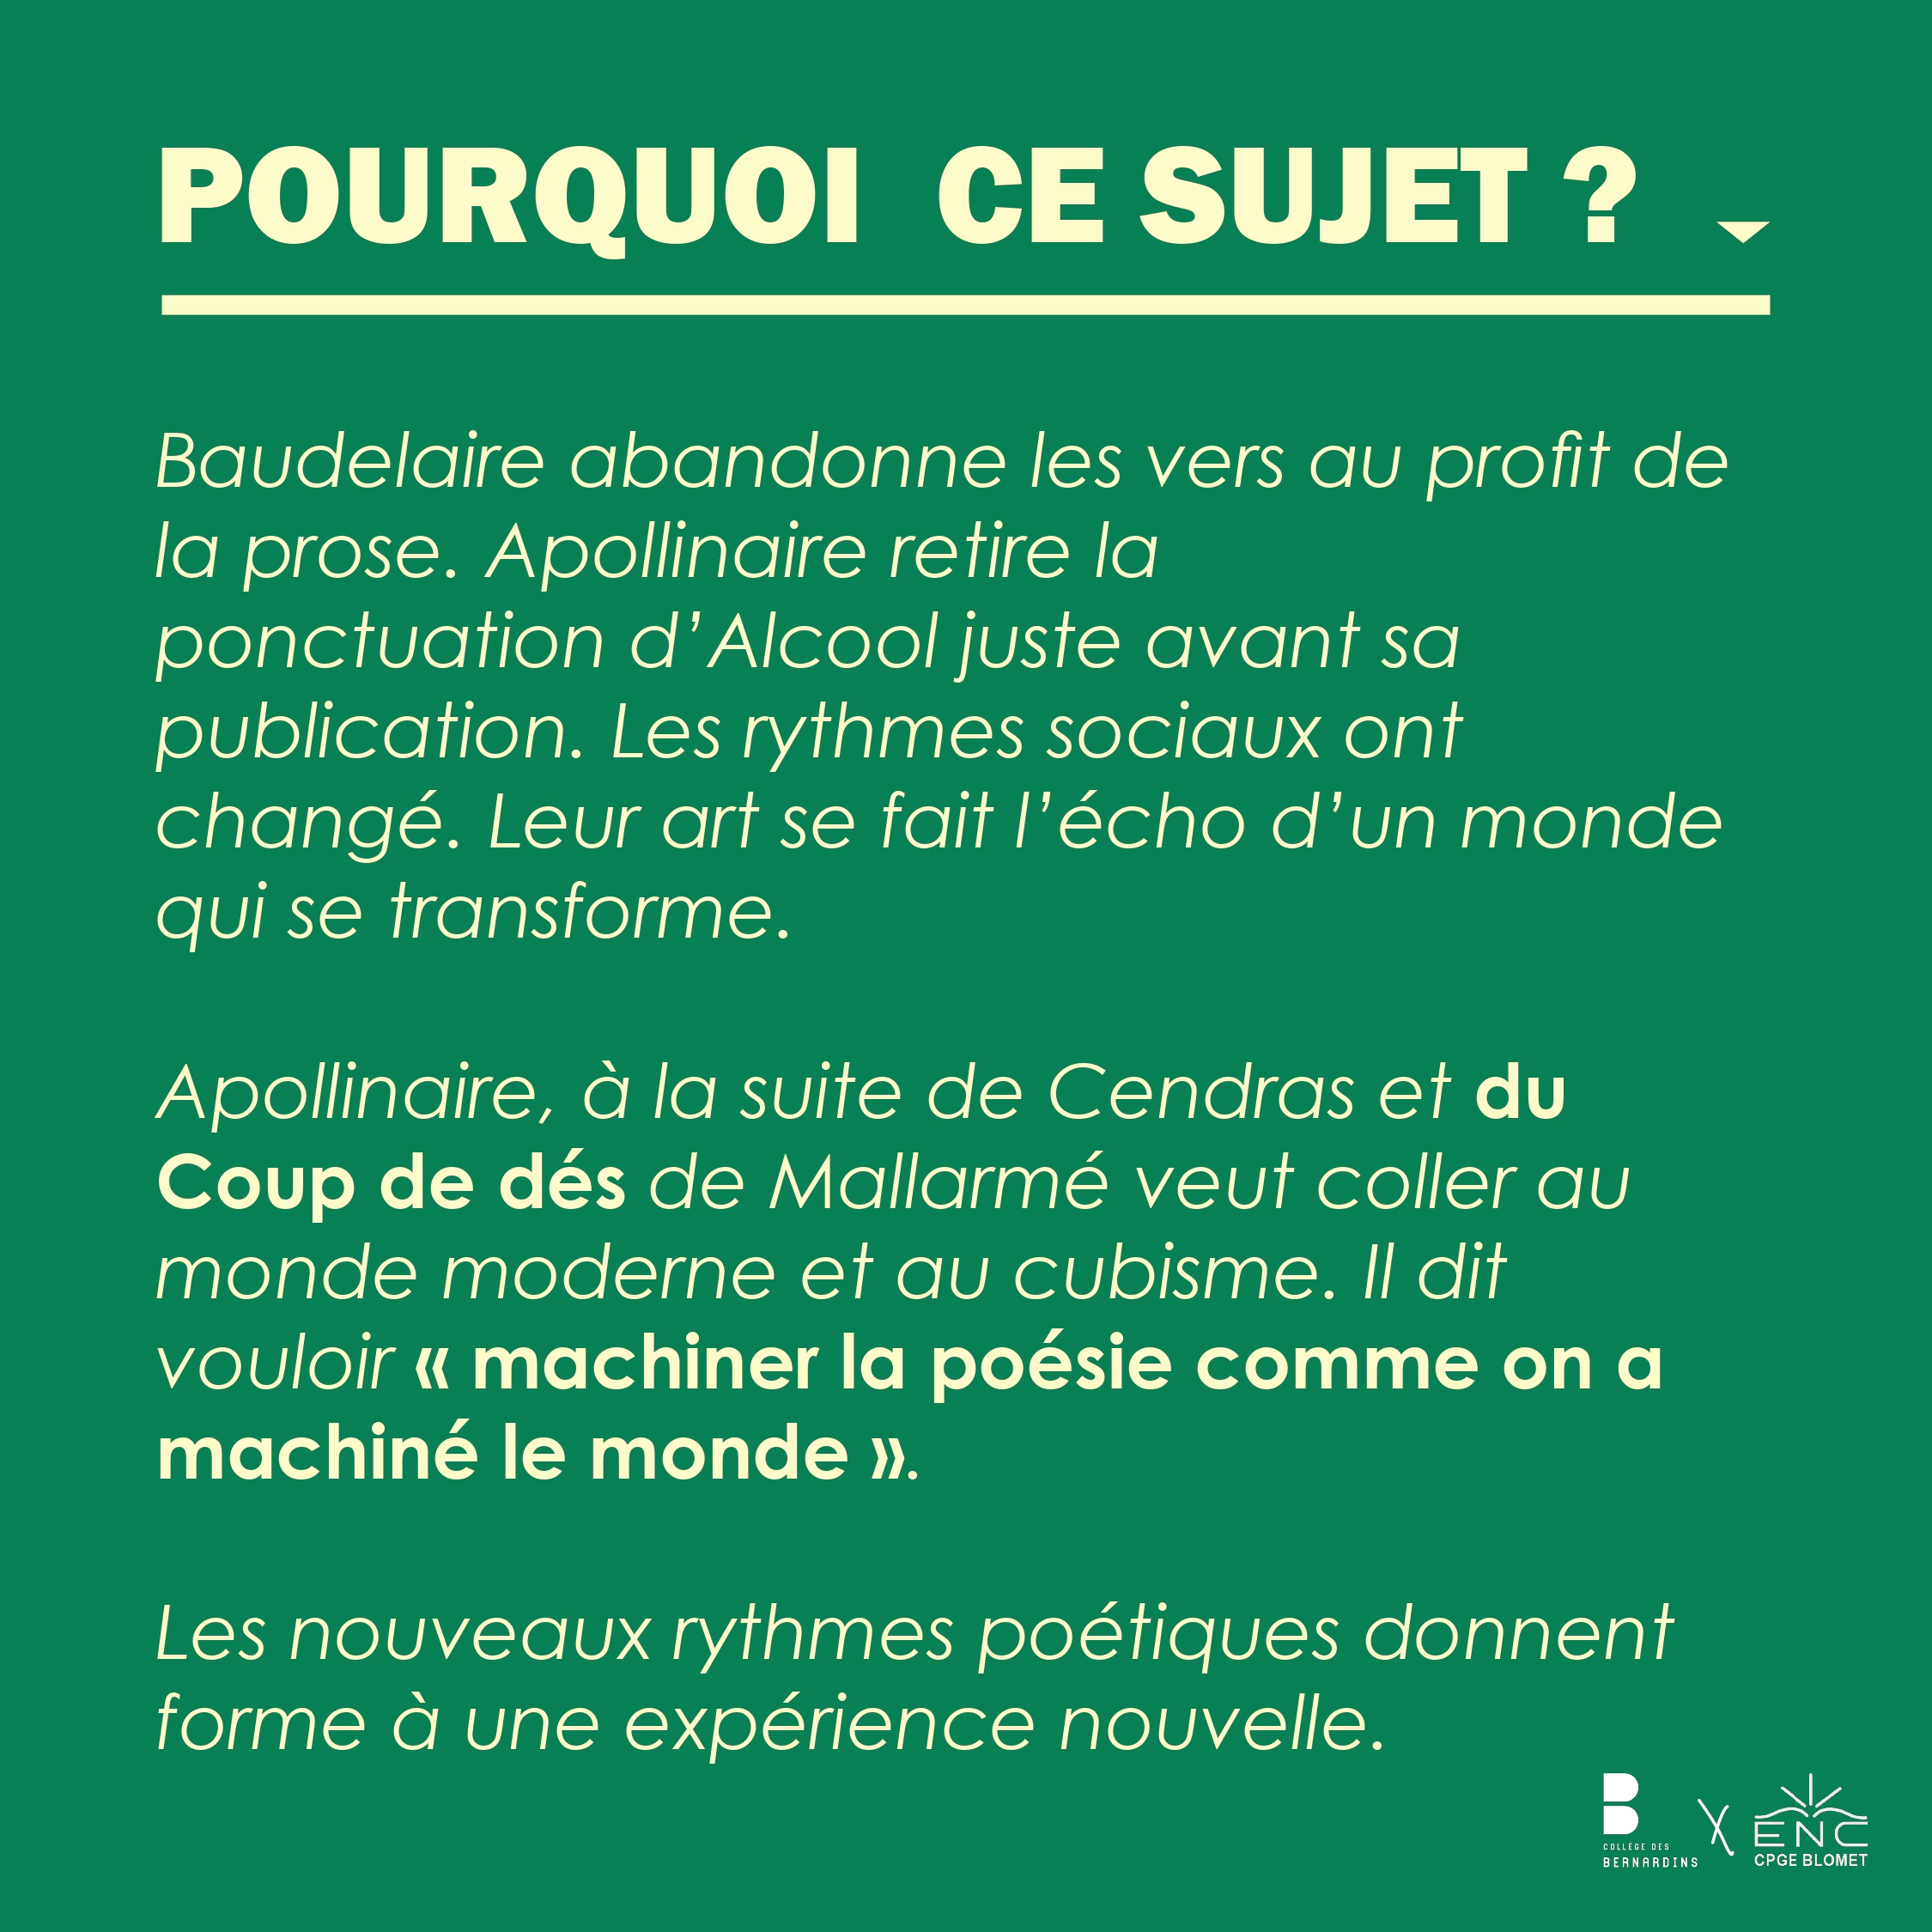 POURQUOI CE SUJET ?
Baudelaire abandonne les vers au profit de
la prose. Apollinaire retire la
ponctuation d’Alcool juste avant sa
publication. Les rythmes sociaux ont
changé. Leur art se fait l’écho d’un monde
qui se transforme.
Apollinaire, à la suite de Cendras et du
Coup de dés de Mallarmé veut coller au
monde moderne et au cubisme. Il dit
vouloir « machiner la poésie comme on a
machiné le monde ».
Les nouveaux rythmes poétiques donnent
forme à une expérience nouvelle.
B
COLLÈGE DES
BERNARDINS
X
ENC
CPGE BLOMET